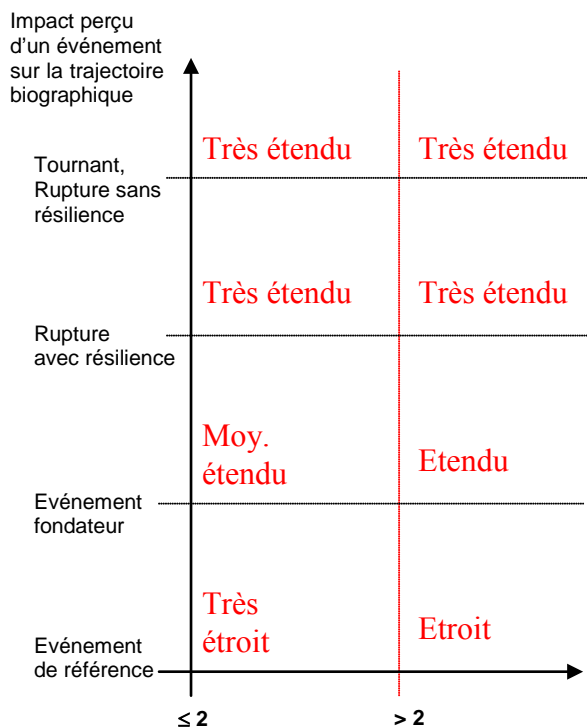 Impact perçu
d'un événement
sur la trajectoire
biographique
Très étendu Très étendu
Tournant,
Rupture sans
résilience
Très étendu Très étendu
Rupture
avec résilience
Moy.
étendu
Etendu
Evénement
fondateur
Très
étroit
Etroit
Evénement
de référence
≤ 2 > 2